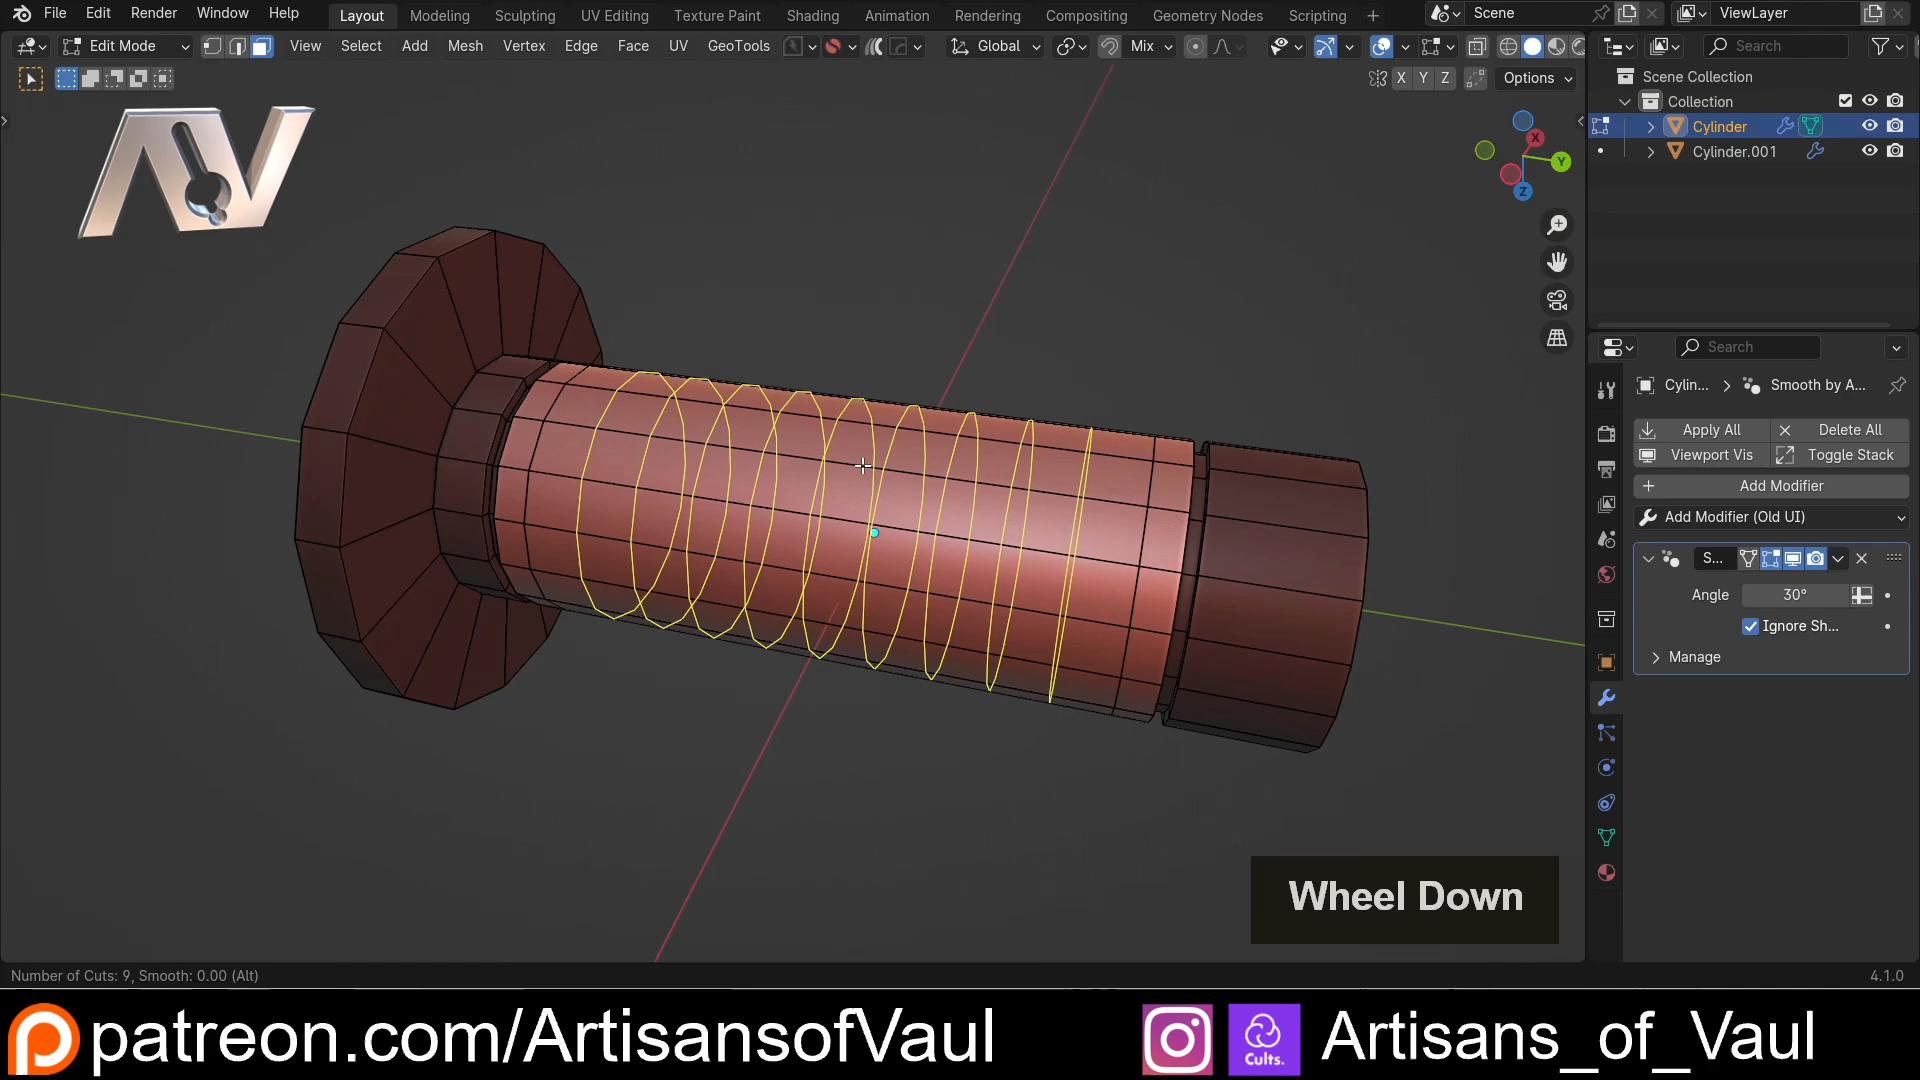 File Edit Render Window Help Layout Modeling Sculpting UV Editing Texture Paint Shading Animation Rendering Compositing Geometry Nodes Scripting + Scene ViewLayer
Edit Mode View Select Add Mesh Vertex Edge Face UV GeoTools Global Mix Search
X Y Z Options
Scene Collection
Collection
Cylinder
Cylinder.001
AV
X
Y
Z
Search
Cylin... > Smooth by A...
Apply All Delete All
Viewport Vis Toggle Stack
Add Modifier
Add Modifier (Old UI)
S...
Angle 30°
Ignore Sh...
Manage
Wheel Down
Number of Cuts: 9, Smooth: 0.00 (Alt) 4.1.0
patreon.com/ArtisansofVaul Cults. Artisans_of_Vaul